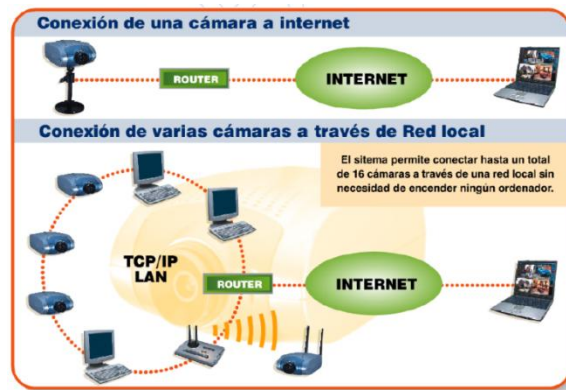 Conexión de una cámara a internet
ROUTER
INTERNET
Conexión de varias cámaras a través de Red local
El sitema permite conectar hasta un total
de 16 cámaras a través de una red local sin
necesidad de encender ningún ordenador.
TCP/IP
LAN
ROUTER
INTERNET